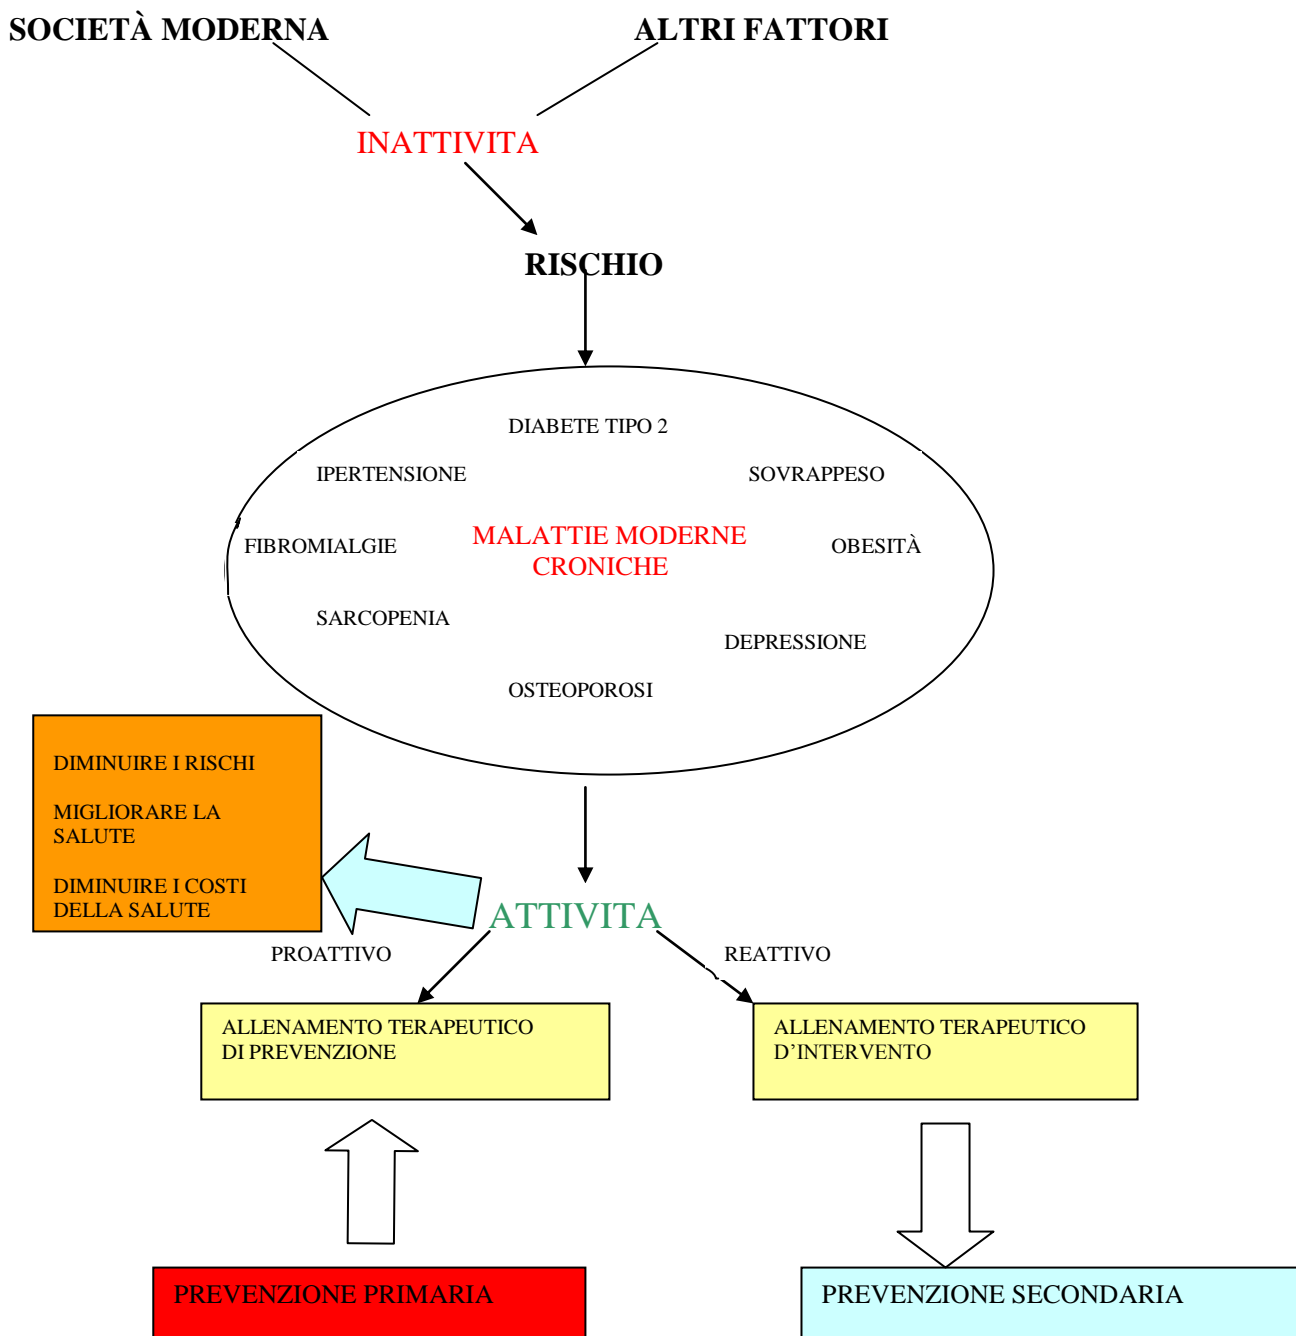 SOCIETÀ MODERNA
ALTRI FATTORI
INATTIVITA
RISCHIO
DIABETE TIPO 2
IPERTENSIONE
SOVRAPPESO
FIBROMIALGIE
MALATTIE MODERNE
CRONICHE
OBESITÀ
SARCOPENIA
DEPRESSIONE
OSTEOPOROSI
DIMINUIRE I RISCHI
MIGLIORARE LA
SALUTE
DIMINUIRE I COSTI
DELLA SALUTE
ATTIVITA
PROATTIVO
REATTIVO
ALLENAMENTO TERAPEUTICO
DI PREVENZIONE
ALLENAMENTO TERAPEUTICO
D’INTERVENTO
PREVENZIONE PRIMARIA
PREVENZIONE SECONDARIA